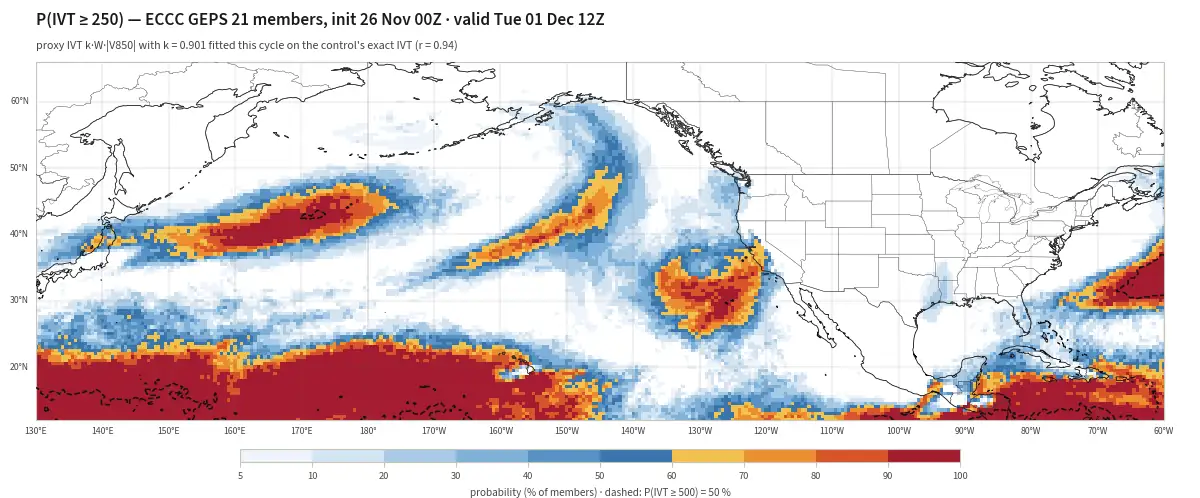 P(IVT ≥ 250) — ECCC GEPS 21 members, init 26 Nov 00Z · valid Tue 01 Dec 12Z
proxy IVT k·W·|V850| with k = 0.901 fitted this cycle on the control's exact IVT (r = 0.94)
60°N
50°N
40°N
30°N
20°N
130°E 140°E 150°E 160°E 170°E 180° 170°W 160°W 150°W 140°W 130°W 120°W 110°W 100°W 90°W 80°W 70°W 60°W
5 10 20 30 40 50 60 70 80 90 100
probability (% of members) · dashed: P(IVT ≥ 500) = 50 %